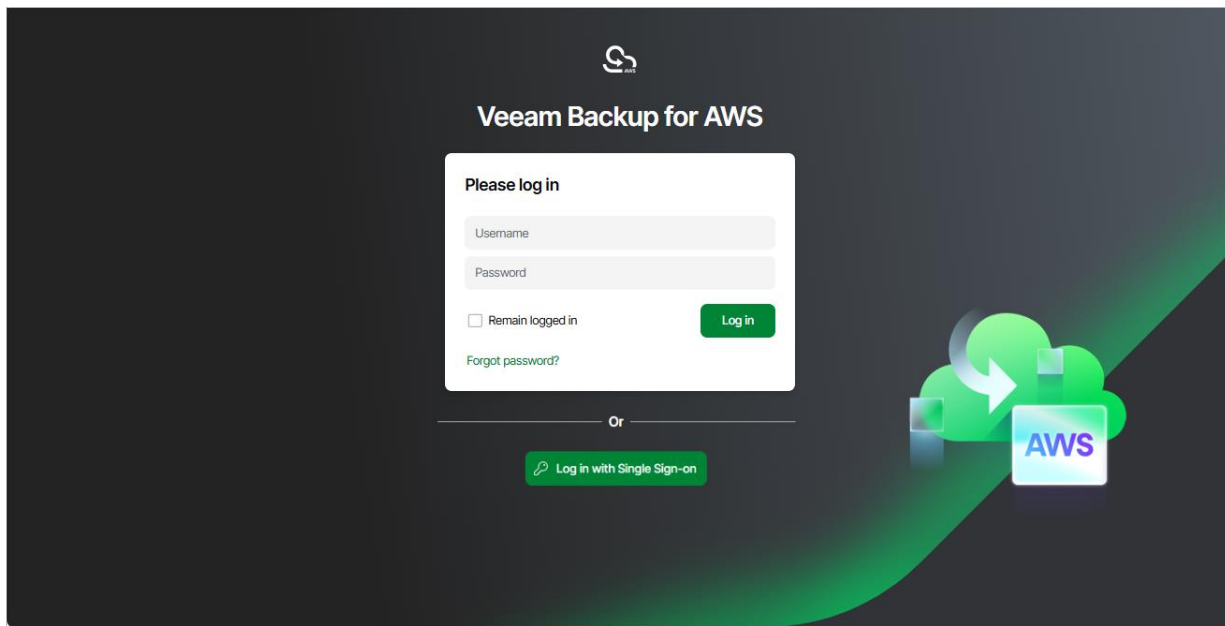 AWS
Veeam Backup for AWS
Please log in
Username
Password
Remain logged in
Log in
Forgot password?
Or
Log in with Single Sign-on
AWS